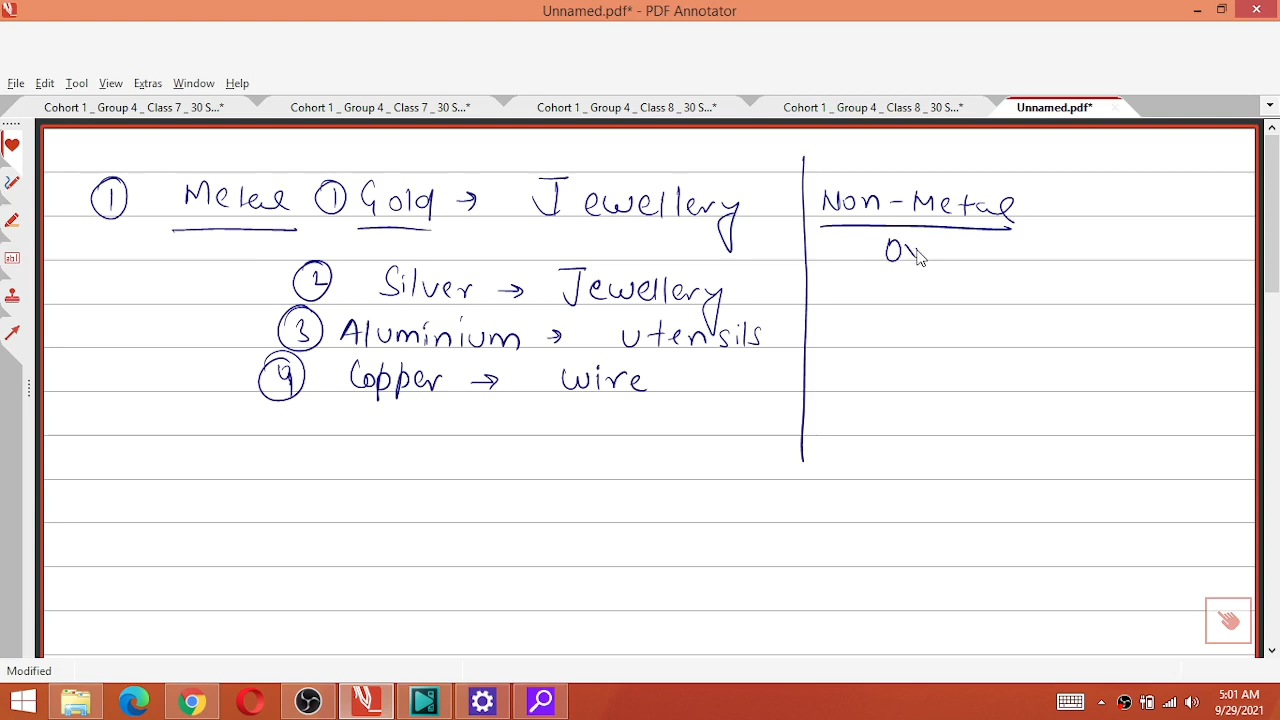 Unnamed.pdf* - PDF Annotator
File Edit Tool View Extras Window Help
Cohort 1 _ Group 4 _ Class 7 _ 30 S...* Cohort 1 _ Group 4 _ Class 7 _ 30 S...* Cohort 1 _ Group 4 _ Class 8 _ 30 S...* Cohort 1 _ Group 4 _ Class 8 _ 30 S...* Unnamed.pdf*
① Metal ① Gold → Jewellery
② Silver → Jewellery
③ Aluminium → utensils
④ Copper → wire
Non-Metal
Modified
5:01 AM
9/29/2021